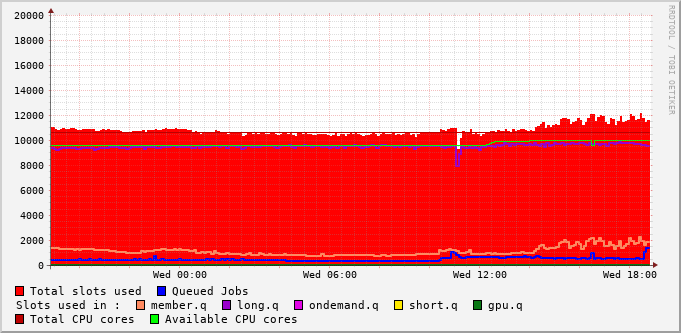 RRDTOOL / TOBI OETIKER
20000
18000
16000
14000
12000
10000
8000
6000
4000
2000
0
Wed 00:00 Wed 06:00 Wed 12:00 Wed 18:00
Total slots used Queued Jobs
Slots used in : member.q long.q ondemand.q short.q gpu.q
Total CPU cores Available CPU cores